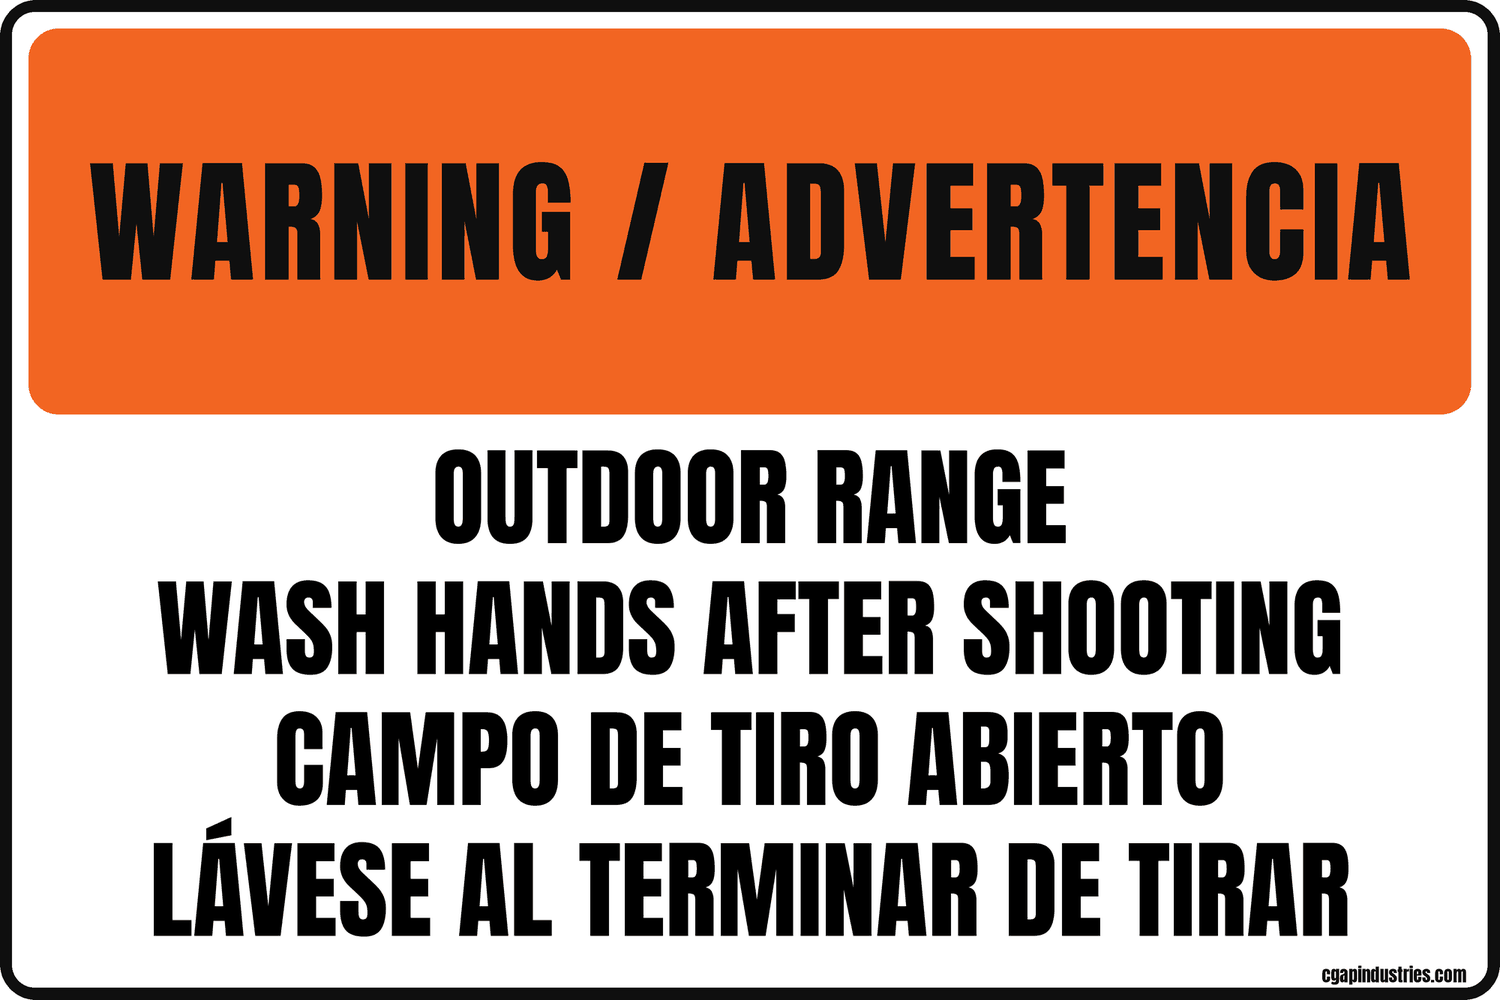 WARNING / ADVERTENCIA
OUTDOOR RANGE
WASH HANDS AFTER SHOOTING
CAMPO DE TIRO ABIERTO
LÁVESE AL TERMINAR DE TIRAR
cgapindustries.com